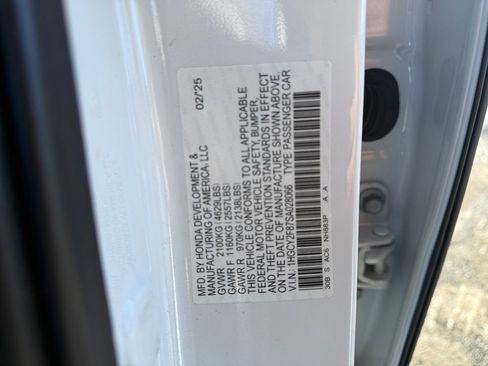 MFD. BY HONDA DEVELOPMENT & 02/'25
MANUFACTURING OF AMERICA, LLC
GVWR 2100KG(4629LBS)
GAWR F 1160KG(2557LBS)
GAWR R 970KG(2138LBS)
THIS VEHICLE CONFORMS TO ALL APPLICABLE
FEDERAL MOTOR VEHICLE SAFETY, BUMPER,
AND THEFT PREVENTION STANDARDS IN EFFECT
ON THE DATE OF MANUFACTURE SHOWN ABOVE.
V.I.N: 1HGCY2F87SA028066 TYPE PASSENGER CAR
30B S AC6 NH883P A A